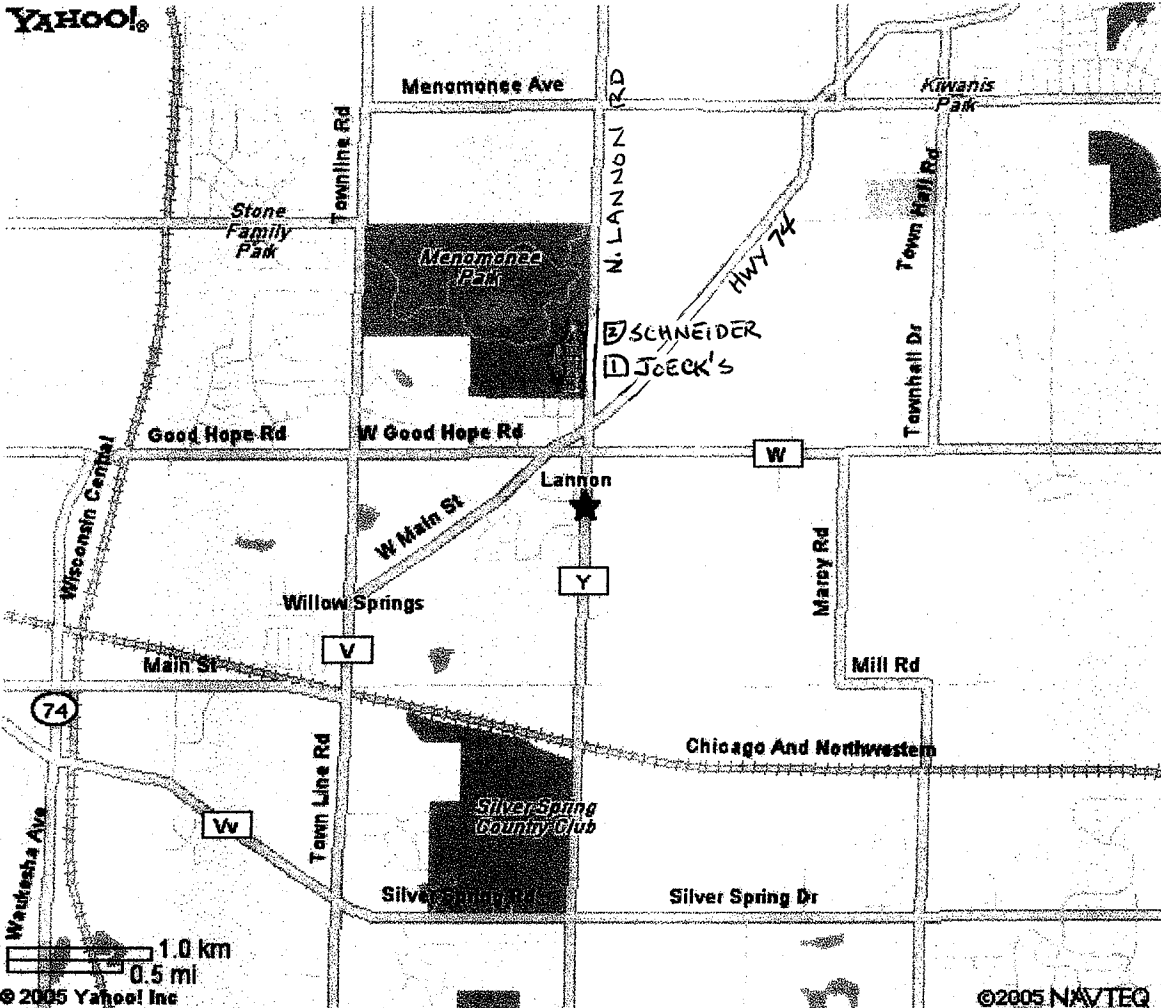 YAHOO!®
Menomonee Ave
N. LANNON RD
Kiwanis
Park
Townline Rd
Stone
Family
Park
Town Hall Rd
Menomonee
Park
HWY 74
2 SCHNEIDER
1 JOECK'S
Townhall Dr
Good Hope Rd
W Good Hope Rd
W
Lannon
Wisconsin Central
W Main St
Y
Marcy Rd
Willow Springs
V
Main St
Mill Rd
74
Chicago And Northwestern
Town Line Rd
Silver Spring
Country Club
Vv
Waukesha Ave
Silver Spring Rd
Silver Spring Dr
1.0 km
0.5 mi
© 2005 Yahoo! Inc
©2005 NAVTEQ